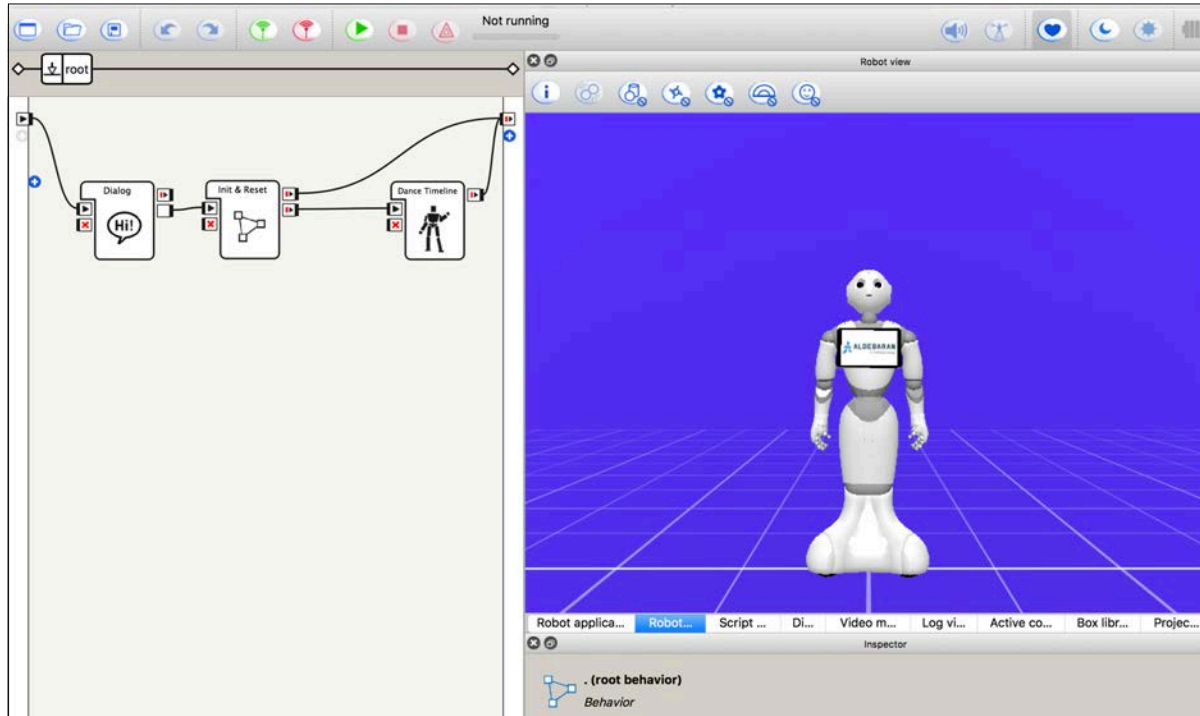 Not running
root
Robot view
Dialog
Hi!
Init & Reset
Dance Timeline
ALDEBARAN
Robot applica... Robot... Script ... Di... Video m... Log vi... Active co... Box libr... Projec...
Inspector
. (root behavior)
Behavior